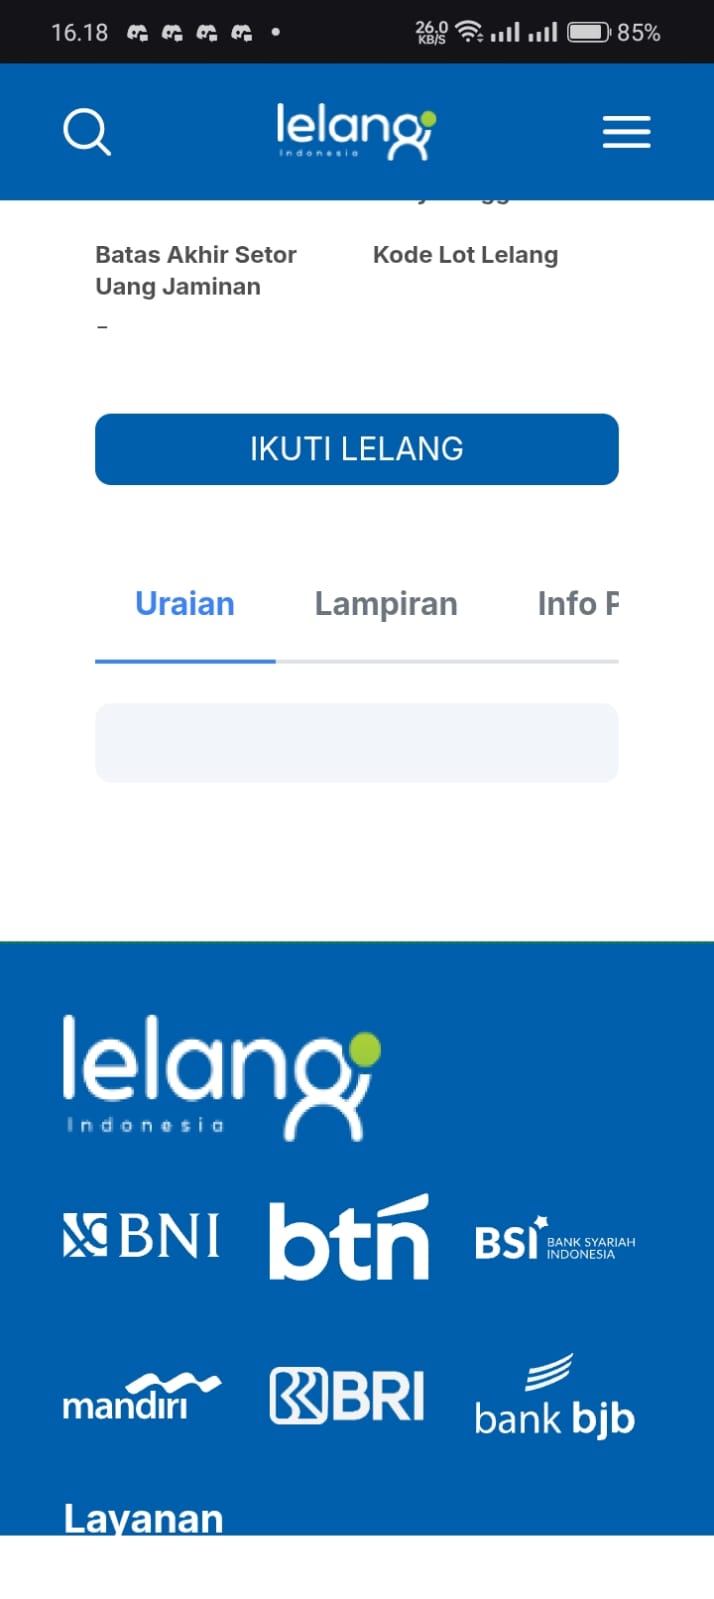 16.18
26.0
KB/S
85%
lelang
Indonesia
Batas Akhir Setor
Uang Jaminan
Kode Lot Lelang
-
IKUTI LELANG
Uraian
Lampiran
Info P
lelang
Indonesia
BNI
btn
BSI
BANK SYARIAH
INDONESIA
mandiri
BRI
bank bjb
Layanan